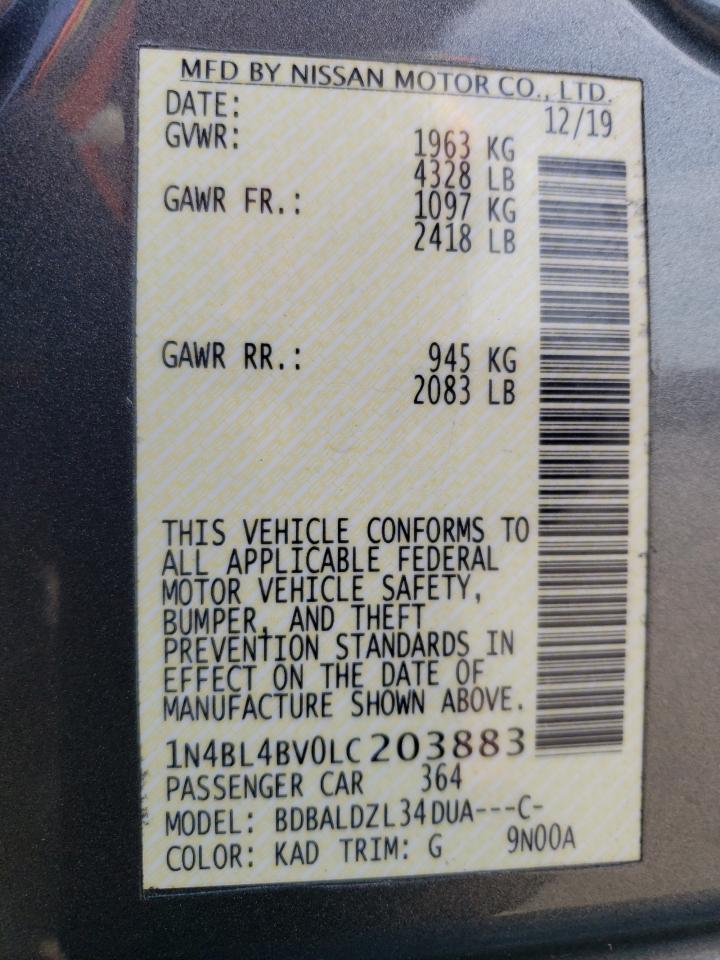 MFD BY NISSAN MOTOR CO., LTD.
DATE: 12/19
GVWR: 1963 KG
4328 LB
GAWR FR.: 1097 KG
2418 LB
GAWR RR.: 945 KG
2083 LB
THIS VEHICLE CONFORMS TO
ALL APPLICABLE FEDERAL
MOTOR VEHICLE SAFETY,
BUMPER, AND THEFT
PREVENTION STANDARDS IN
EFFECT ON THE DATE OF
MANUFACTURE SHOWN ABOVE.
1N4BL4BV0LC203883
PASSENGER CAR 364
MODEL: BDBALDZL34DUA---C-
COLOR: KAD TRIM: G 9N00A